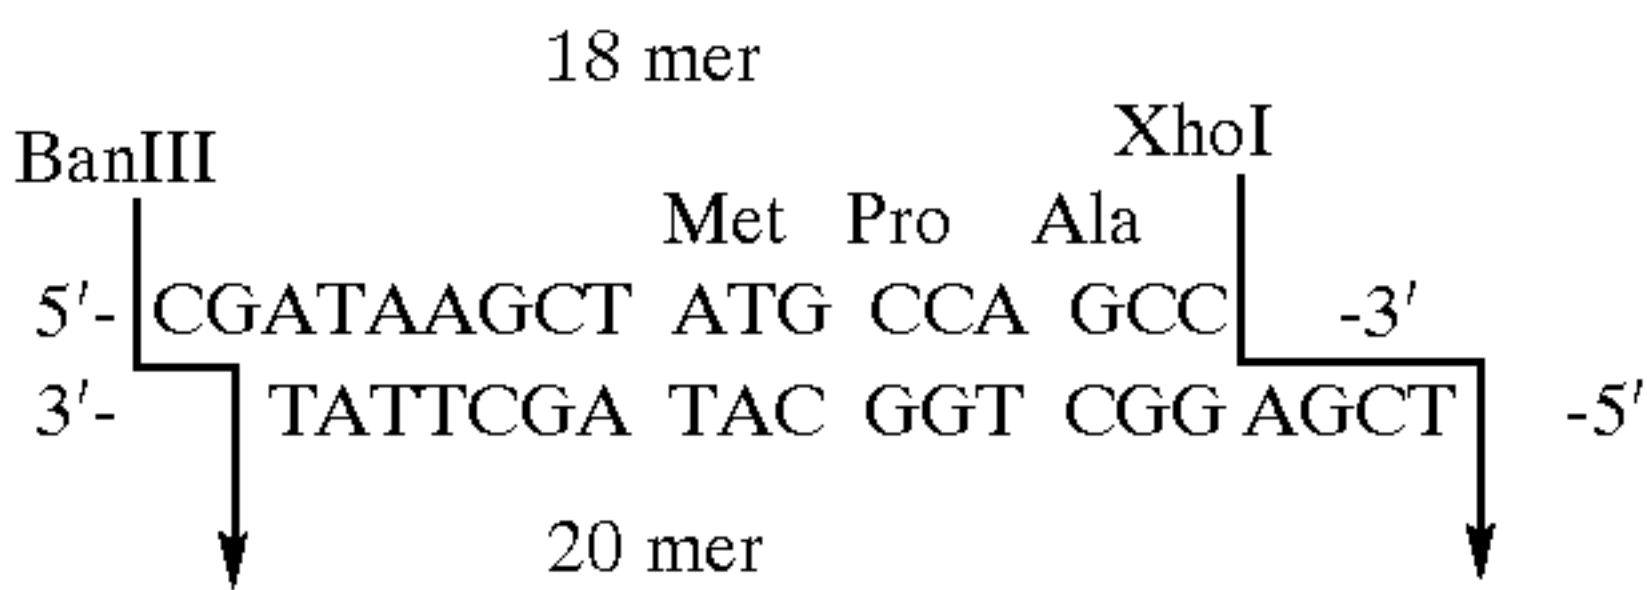 18 mer
BanIII XhoI
Met Pro Ala
5′- CGATAAGCT ATG CCA GCC -3′
3′- TATTCGA TAC GGT CGG AGCT -5′
20 mer